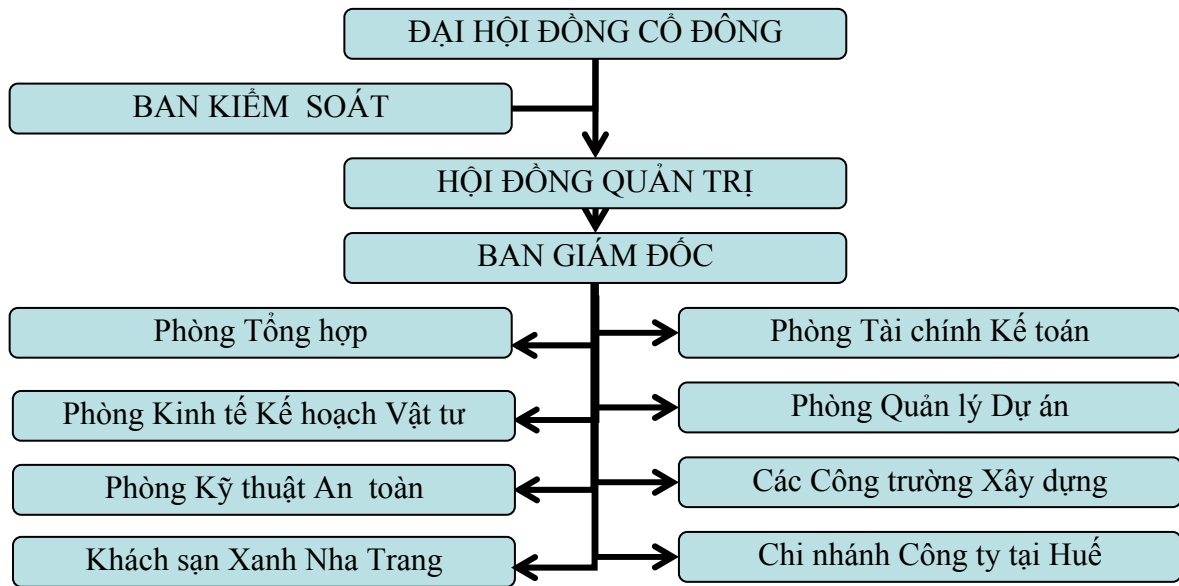 ĐẠI HỘI ĐỒNG CỔ ĐÔNG
BAN KIỂM SOÁT
HỘI ĐỒNG QUẢN TRỊ
BAN GIÁM ĐỐC
Phòng Tổng hợp
Phòng Tài chính Kế toán
Phòng Kinh tế Kế hoạch Vật tư
Phòng Quản lý Dự án
Phòng Kỹ thuật An toàn
Các Công trường Xây dựng
Khách sạn Xanh Nha Trang
Chi nhánh Công ty tại Huế